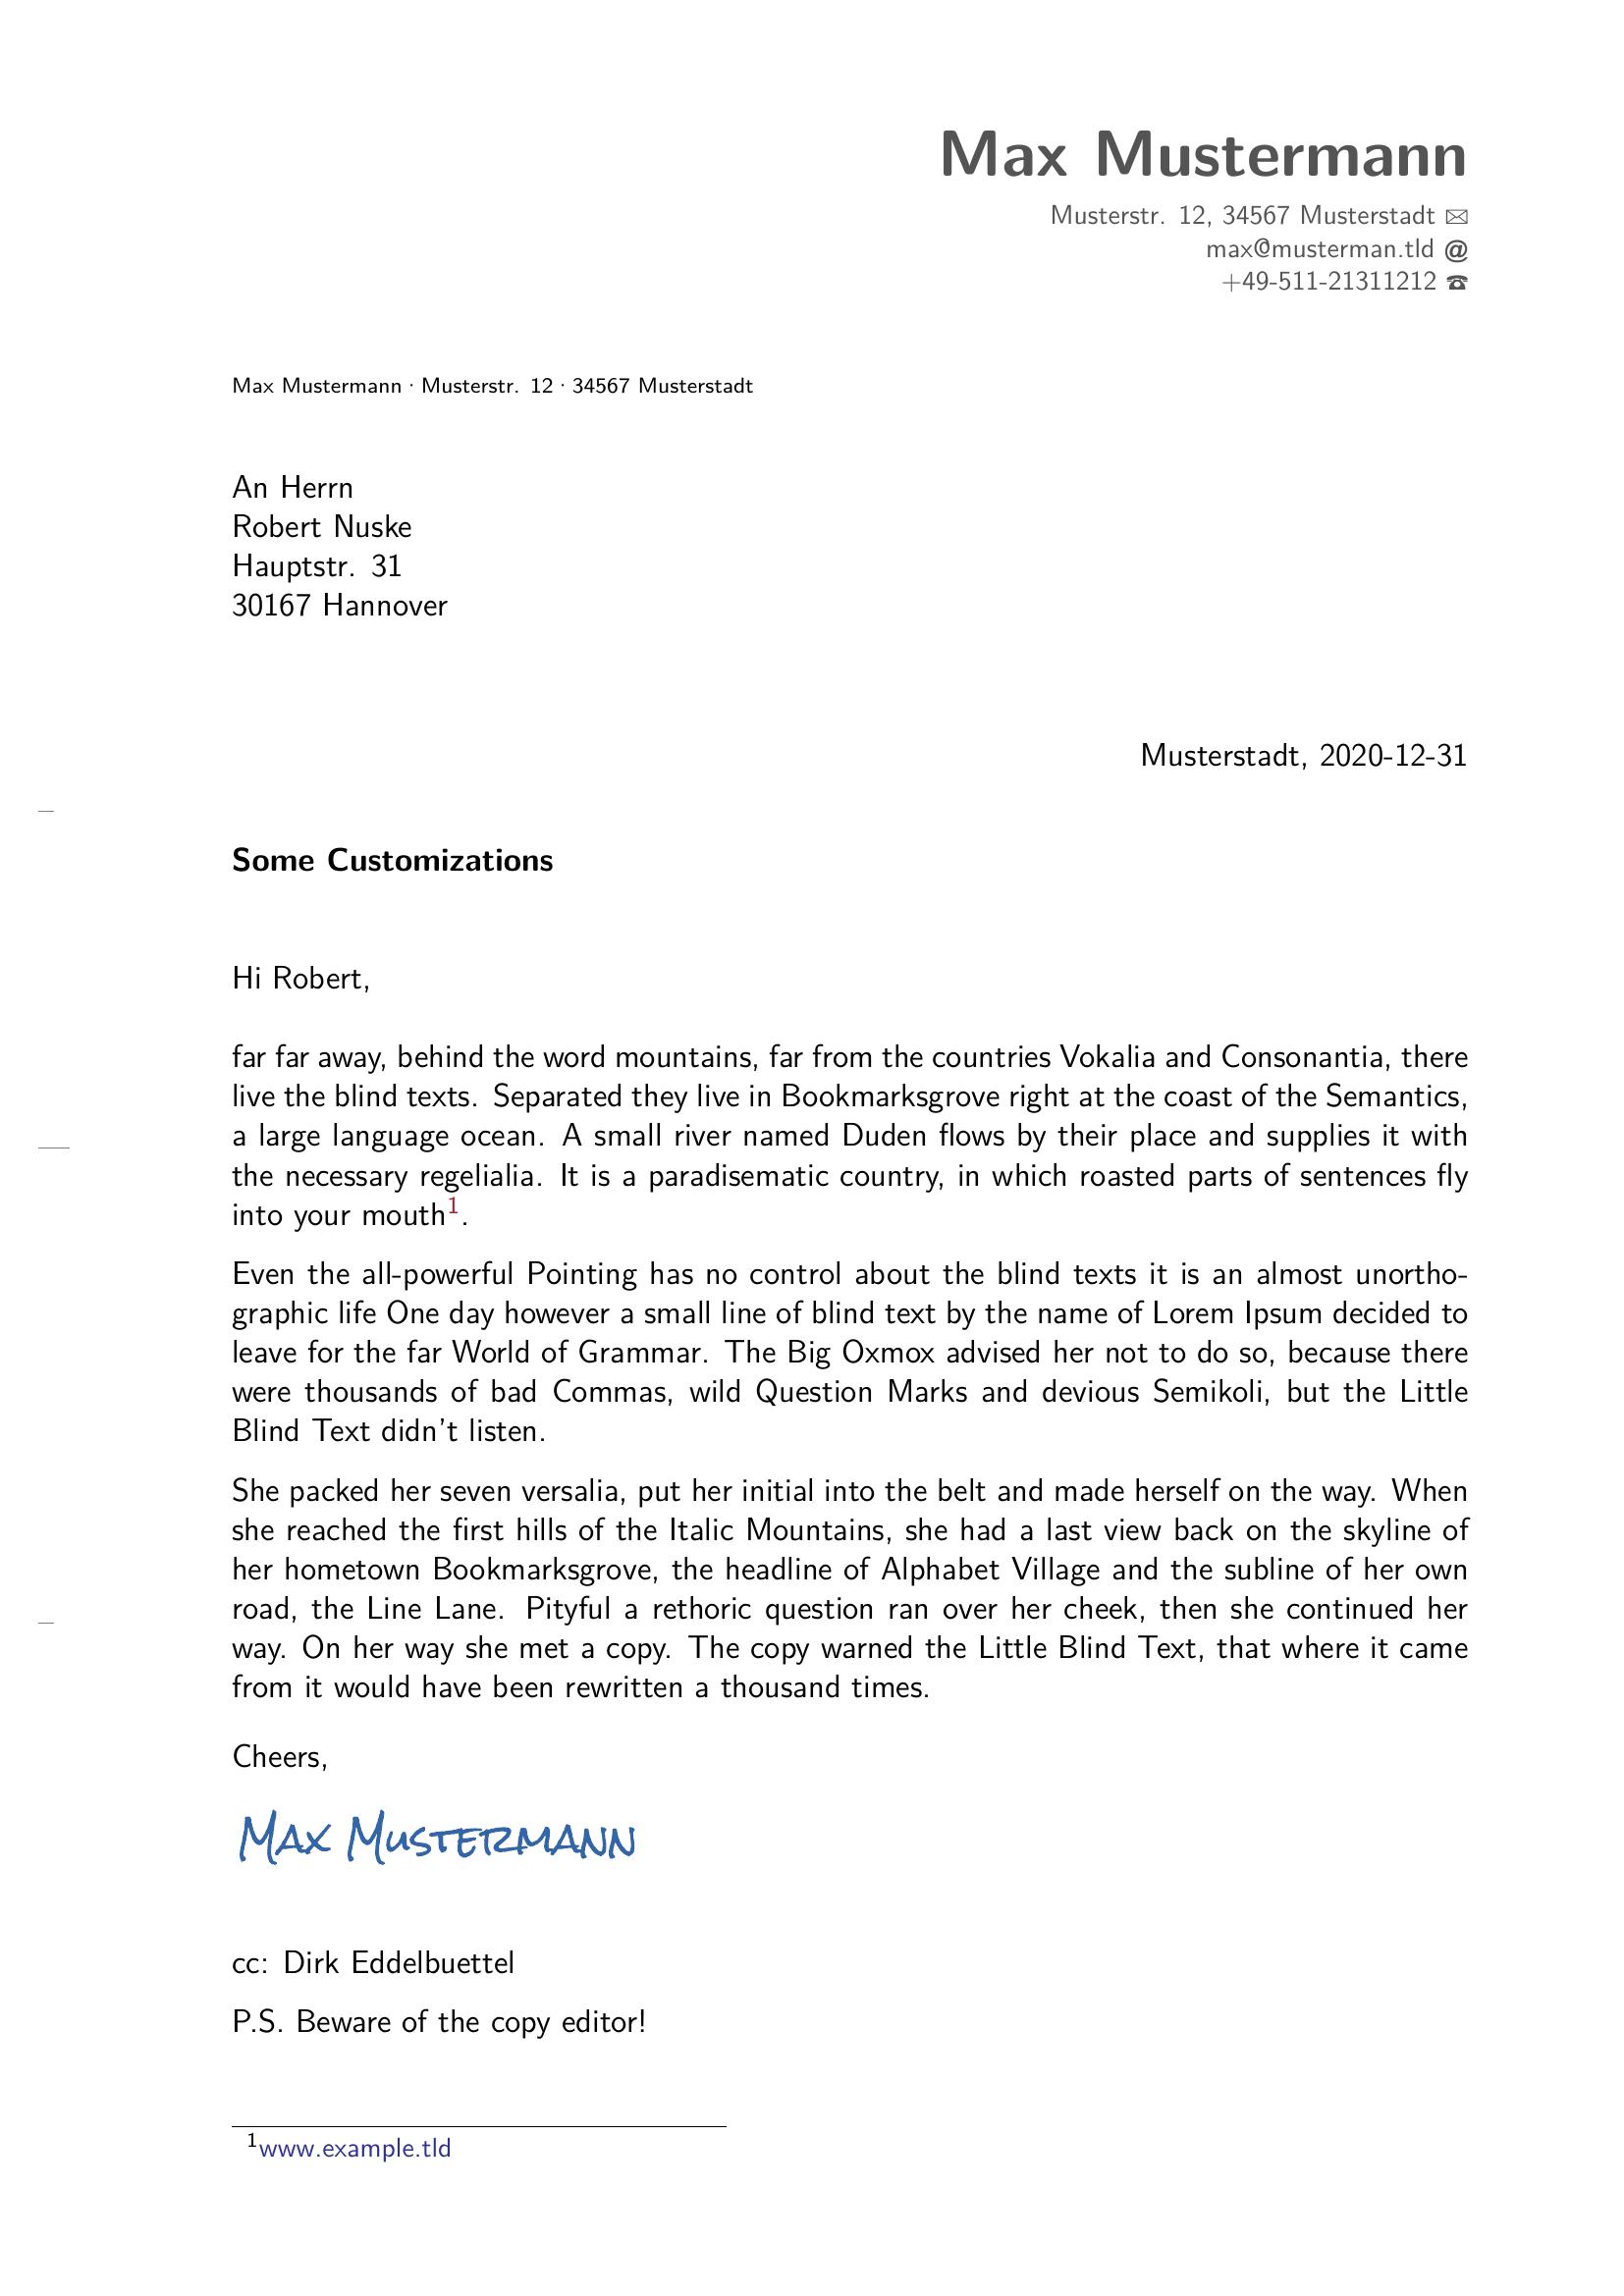 Max Mustermann
Musterstr. 12, 34567 Musterstadt ✉
max@musterman.tld @
+49-511-21311212 ☎
Max Mustermann · Musterstr. 12 · 34567 Musterstadt
An Herrn
Robert Nuske
Hauptstr. 31
30167 Hannover
Musterstadt, 2020-12-31
Some Customizations
Hi Robert,
far far away, behind the word mountains, far from the countries Vokalia and Consonantia, there
live the blind texts. Separated they live in Bookmarksgrove right at the coast of the Semantics,
a large language ocean. A small river named Duden flows by their place and supplies it with
the necessary regelialia. It is a paradisematic country, in which roasted parts of sentences fly
into your mouth¹.
Even the all-powerful Pointing has no control about the blind texts it is an almost unortho-
graphic life One day however a small line of blind text by the name of Lorem Ipsum decided to
leave for the far World of Grammar. The Big Oxmox advised her not to do so, because there
were thousands of bad Commas, wild Question Marks and devious Semikoli, but the Little
Blind Text didn't listen.
She packed her seven versalia, put her initial into the belt and made herself on the way. When
she reached the first hills of the Italic Mountains, she had a last view back on the skyline of
her hometown Bookmarksgrove, the headline of Alphabet Village and the subline of her own
road, the Line Lane. Pityful a rethoric question ran over her cheek, then she continued her
way. On her way she met a copy. The copy warned the Little Blind Text, that where it came
from it would have been rewritten a thousand times.
Cheers,
Max Mustermann
cc: Dirk Eddelbuettel
P.S. Beware of the copy editor!
¹www.example.tld